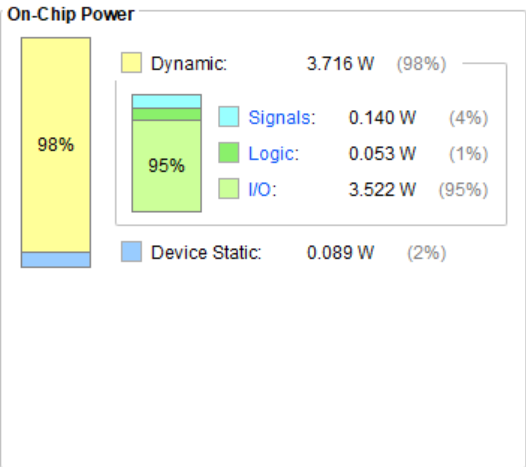 On-Chip Power
Dynamic: 3.716 W (98%)
98%
Signals: 0.140 W (4%)
Logic: 0.053 W (1%)
95%
I/O: 3.522 W (95%)
Device Static: 0.089 W (2%)